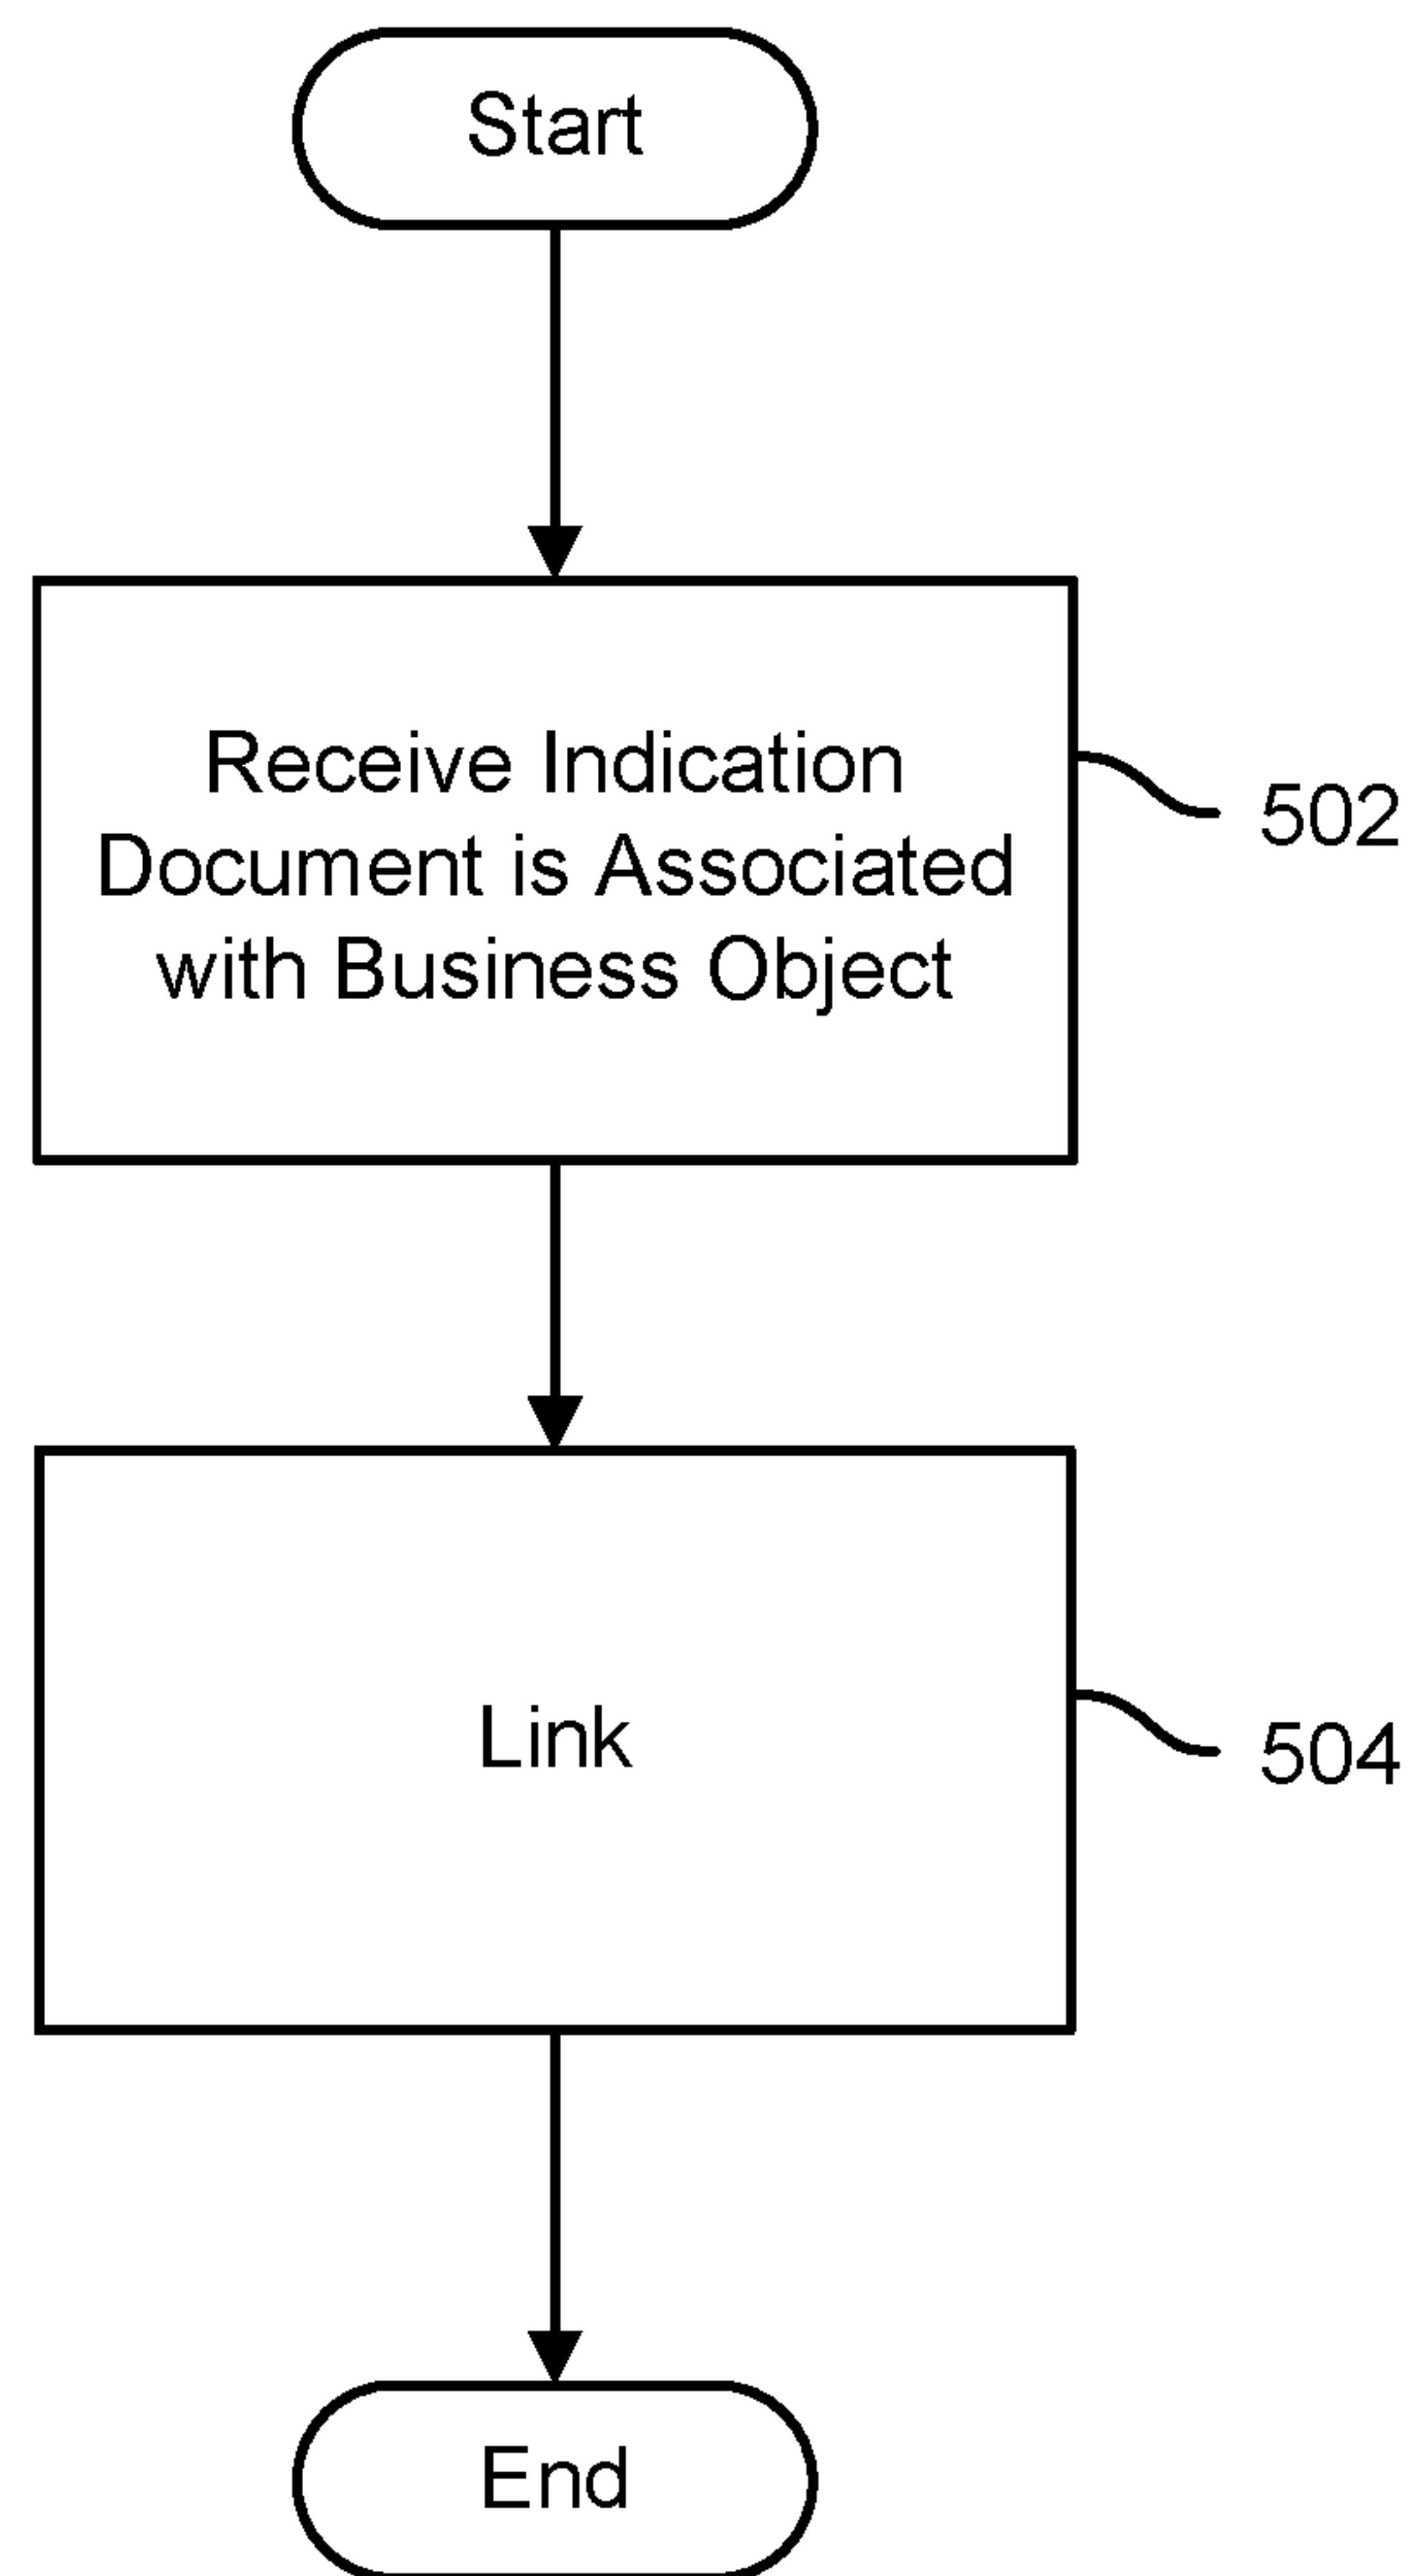 Start
Receive Indication
Document is Associated
with Business Object
502
Link
504
End